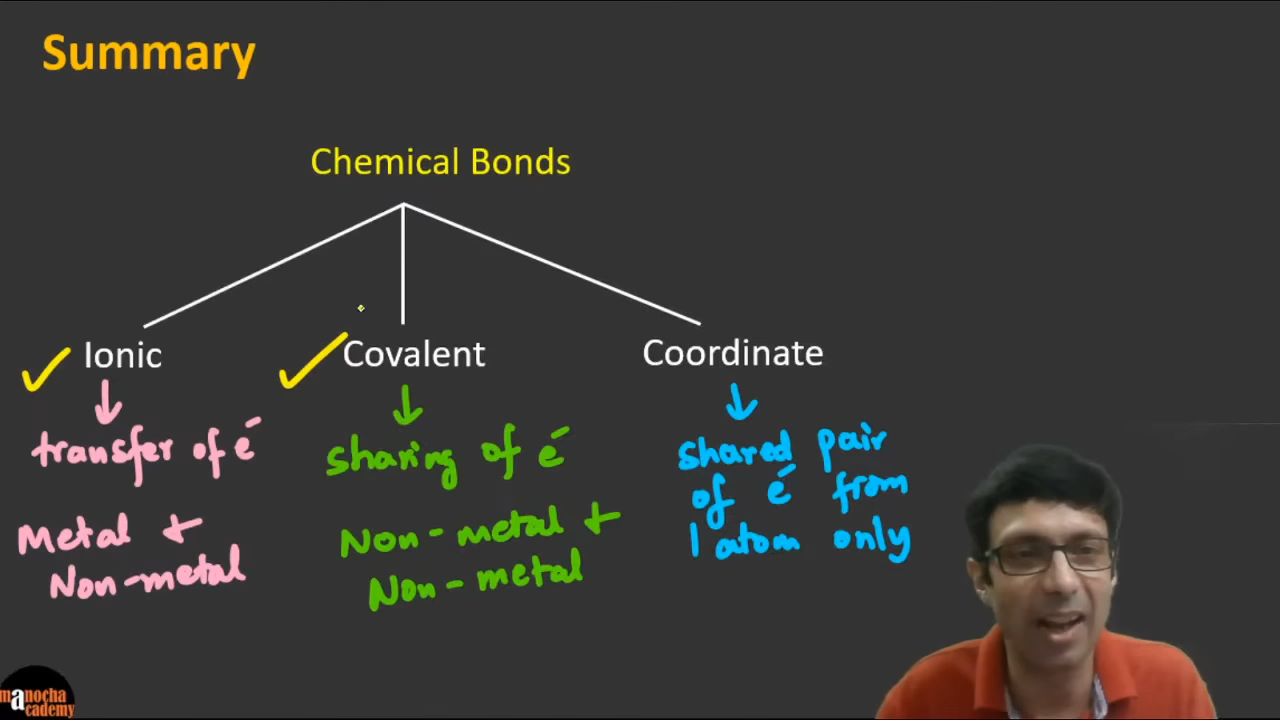 Summary
Chemical Bonds
Ionic
transfer of é
Metal +
Non-metal
Covalent
sharing of é
Non-metal +
Non-metal
Coordinate
shared pair
of é from
1 atom only
manocha
academy